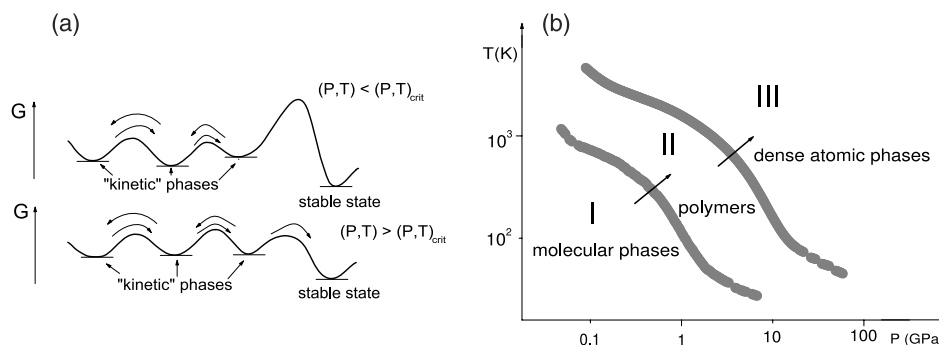 (a)
(P,T) < (P,T)crit
G
"kinetic" phases
stable state
G
(P,T) > (P,T)crit
"kinetic" phases
stable state
(b)
T(K)
III
10³
II
dense atomic phases
I
polymers
10²
molecular phases
0.1 1 10 100 P (GPa